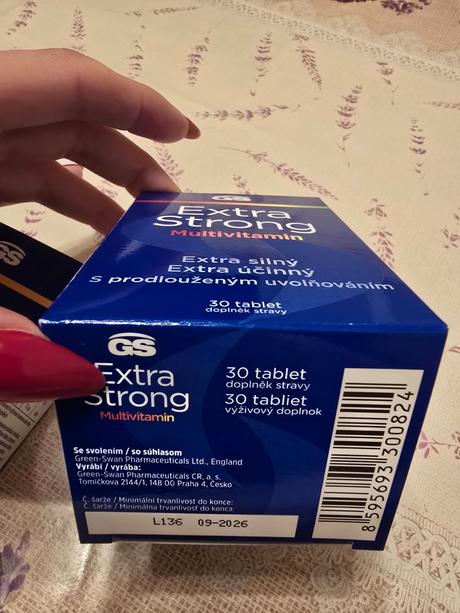 Extra
Strong
Multivitamin
Extra silný
Extra účinný
S prodlouženým uvolňováním
30 tablet
doplněk stravy
GS
GS
Extra
Strong
Multivitamin
30 tablet
doplněk stravy
30 tabliet
výživový doplnok
Se svolením / so súhlasom
Green-Swan Pharmaceuticals Ltd., England
Vyrábí / vyrába:
Green-Swan Pharmaceuticals CR, a. s.
Tomíčkova 2144/1, 148 00 Praha 4, Česko
Č. šarže / Minimální trvanlivost do konce:
Č. šarže / Minimálna trvanlivosť do konca:
L136 09-2026
8 595693 300824